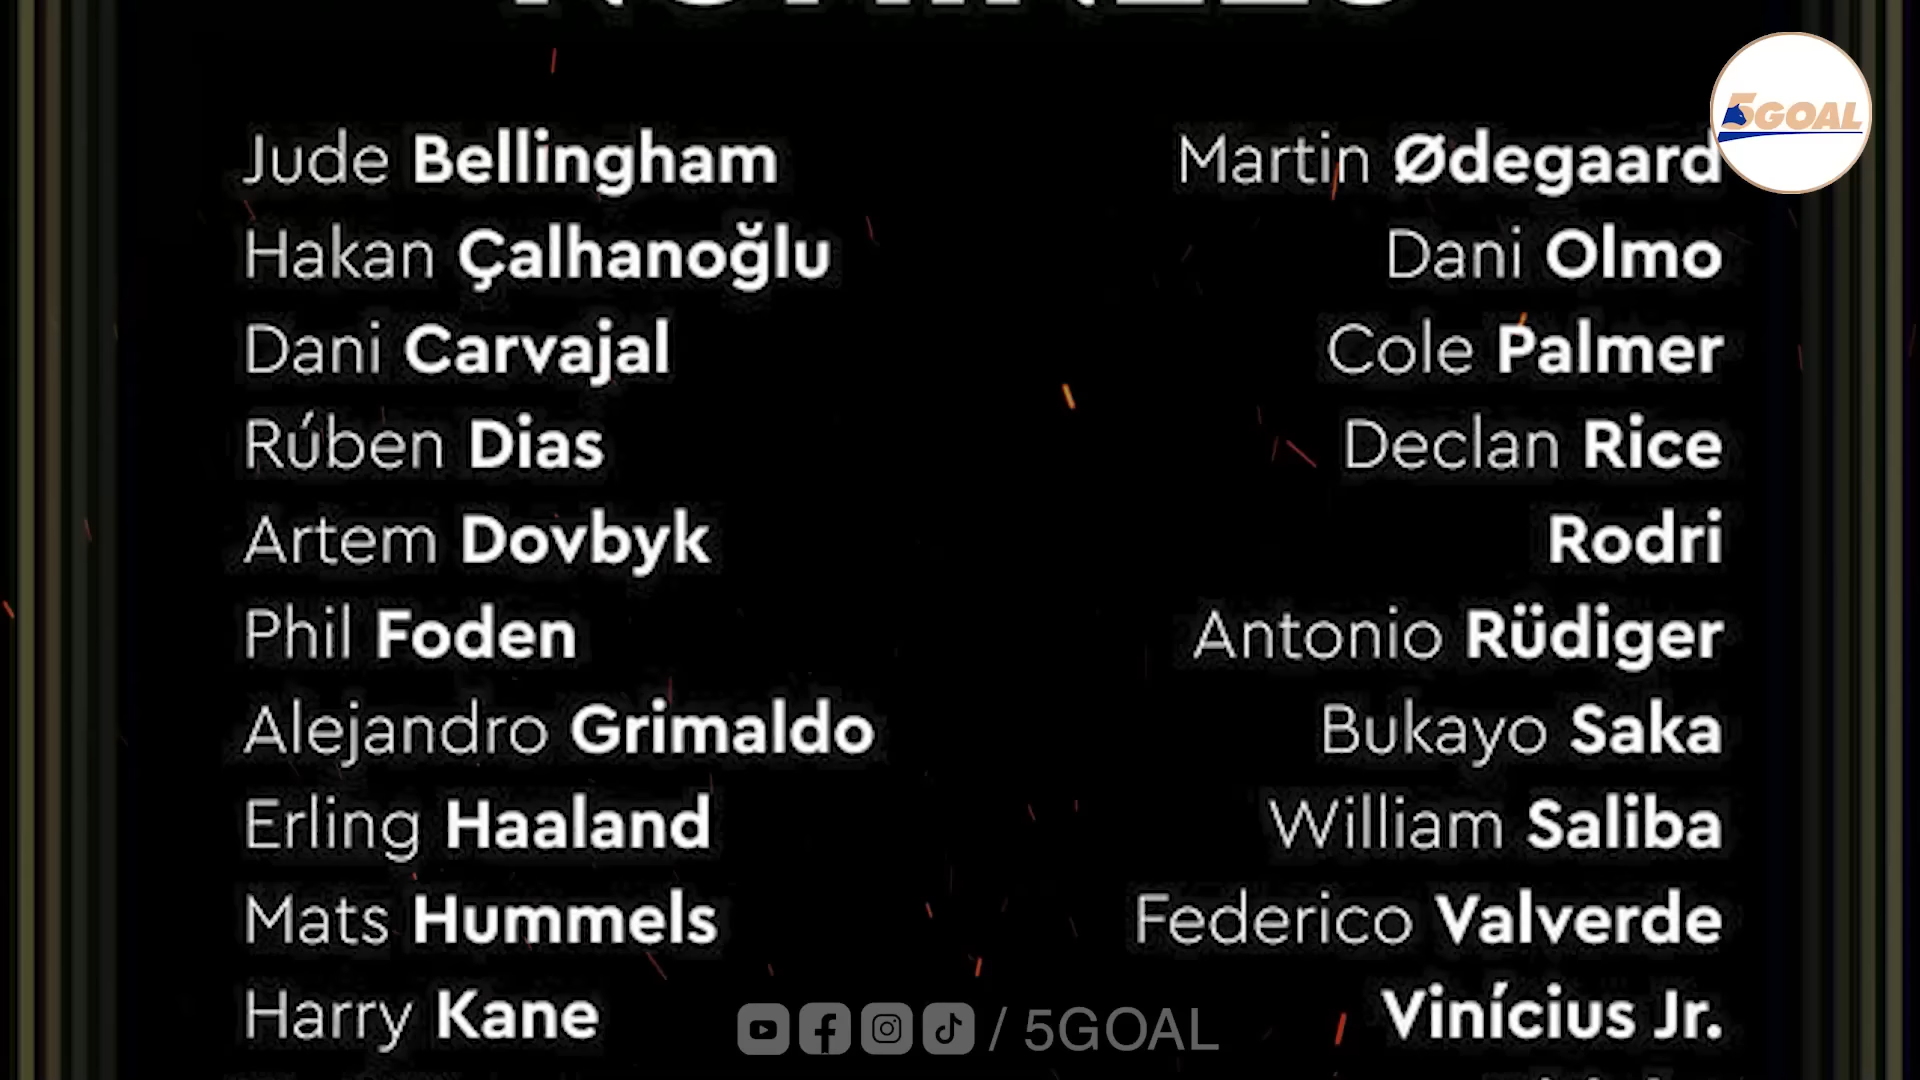 NOMINEES
5GOAL
Jude Bellingham
Hakan Çalhanoğlu
Dani Carvajal
Rúben Dias
Artem Dovbyk
Phil Foden
Alejandro Grimaldo
Erling Haaland
Mats Hummels
Harry Kane
Martin Ødegaard
Dani Olmo
Cole Palmer
Declan Rice
Rodri
Antonio Rüdiger
Bukayo Saka
William Saliba
Federico Valverde
Vinícius Jr.
/ 5GOAL